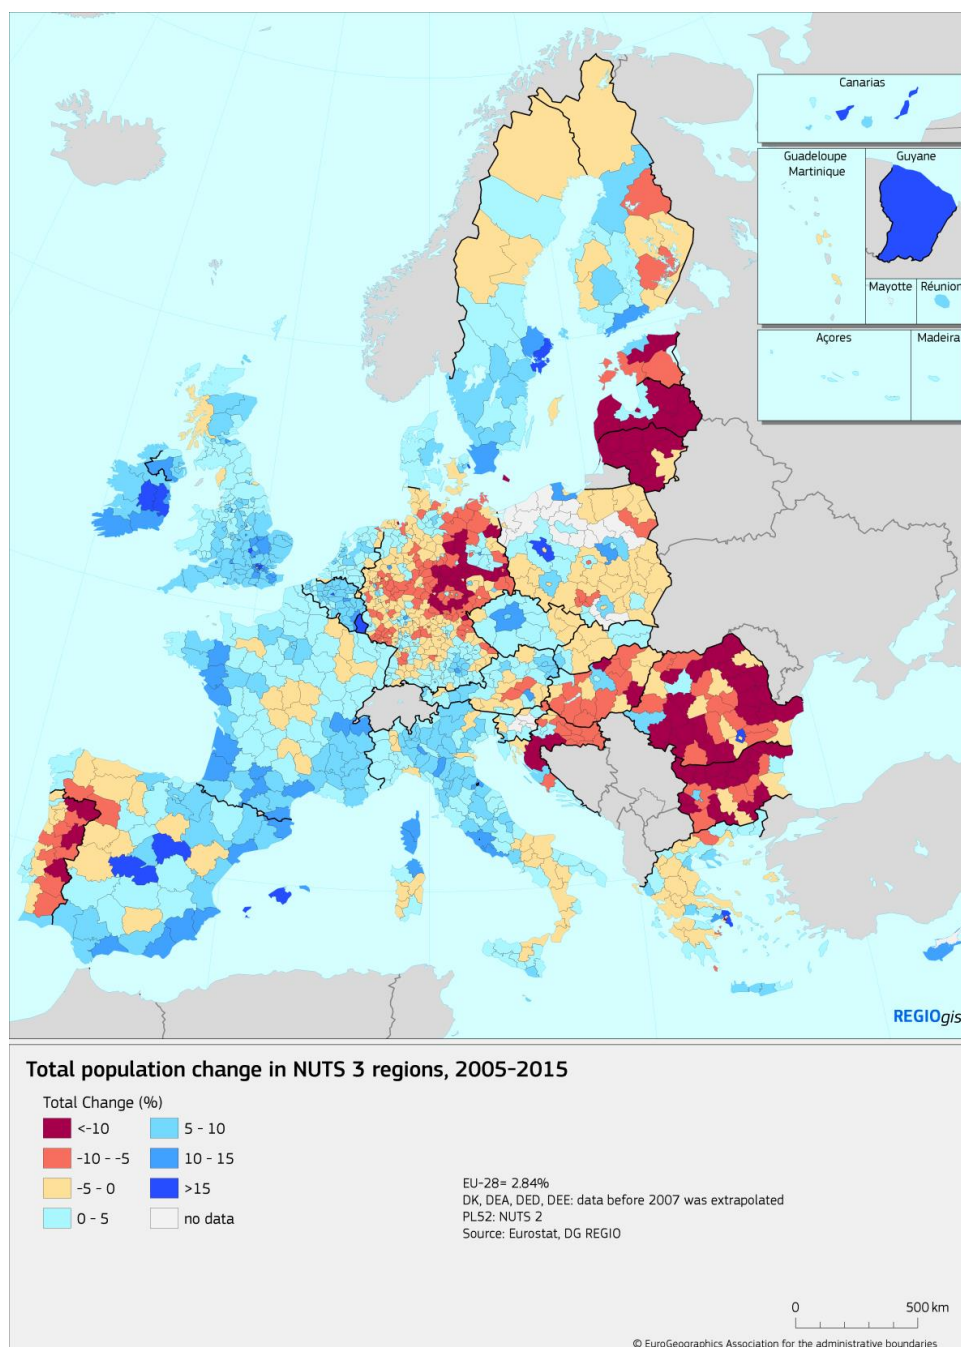 Canarias
Guadeloupe
Martinique
Guyane
Mayotte
Réunion
Açores
Madeira
REGIOgis
Total population change in NUTS 3 regions, 2005-2015
Total Change (%)
<-10
5 - 10
-10 - -5
10 - 15
-5 - 0
>15
0 - 5
no data
EU-28= 2.84%
DK, DEA, DED, DEE: data before 2007 was extrapolated
PL52: NUTS 2
Source: Eurostat, DG REGIO
0
500 km
© EuroGeographics Association for the administrative boundaries